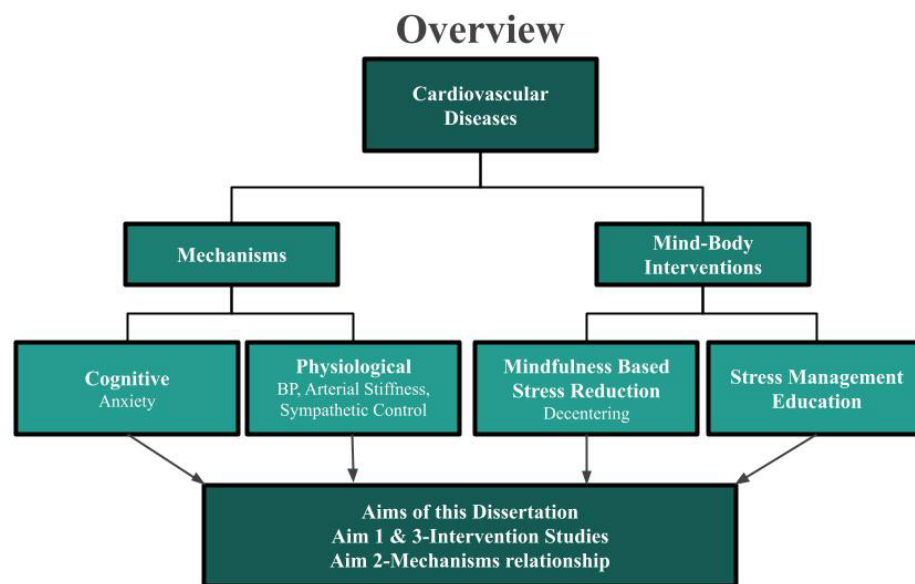 Overview
Cardiovascular
Diseases
Mechanisms
Mind-Body
Interventions
Cognitive
Anxiety
Physiological
BP, Arterial Stiffness,
Sympathetic Control
Mindfulness Based
Stress Reduction
Decentering
Stress Management
Education
Aims of this Dissertation
Aim 1 & 3-Intervention Studies
Aim 2-Mechanisms relationship